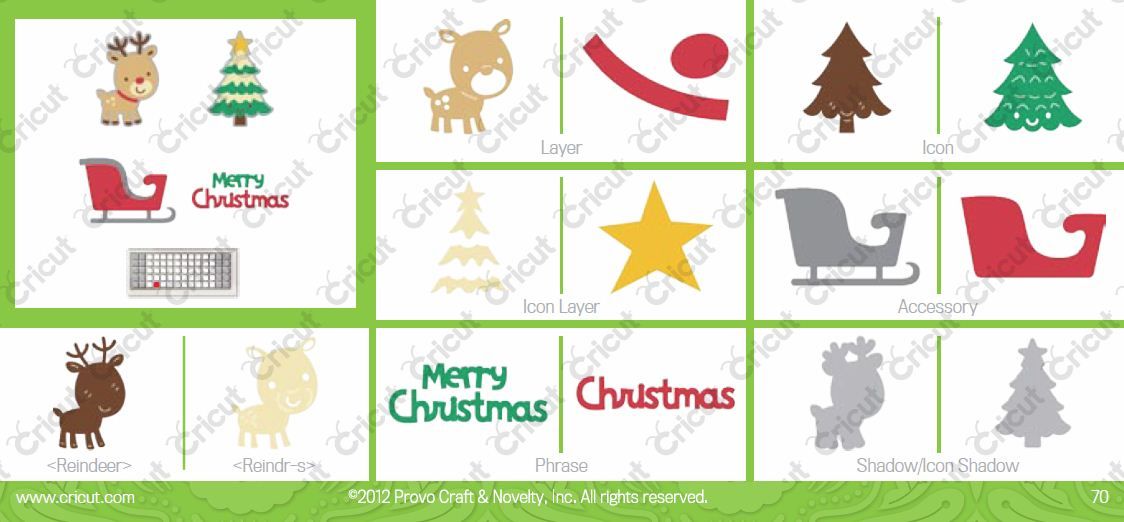 Merry
Christmas
Layer
Icon
Icon Layer
Accessory
<Reindeer>
<Reindr-s>
Merry
Christmas
Christmas
Phrase
Shadow/Icon Shadow
www.cricut.com
©2012 Provo Craft & Novelty, Inc. All rights reserved.
70
Cricut